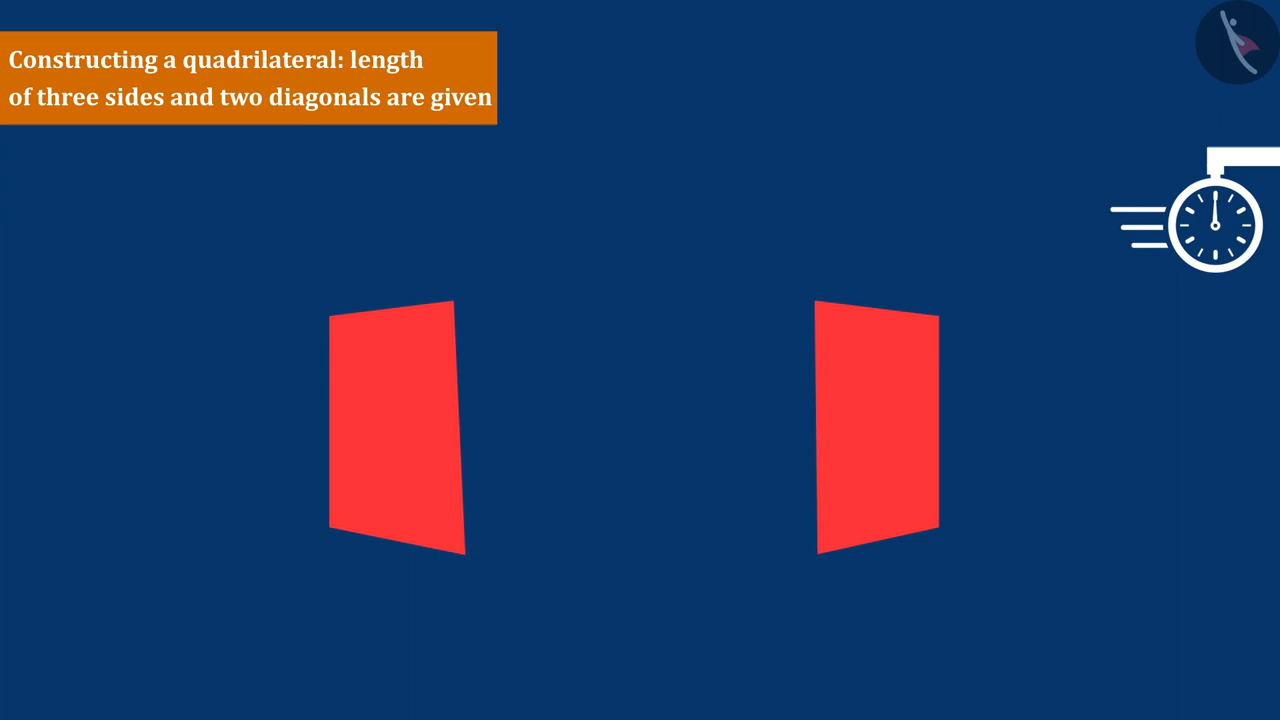 Constructing a quadrilateral: length
of three sides and two diagonals are given